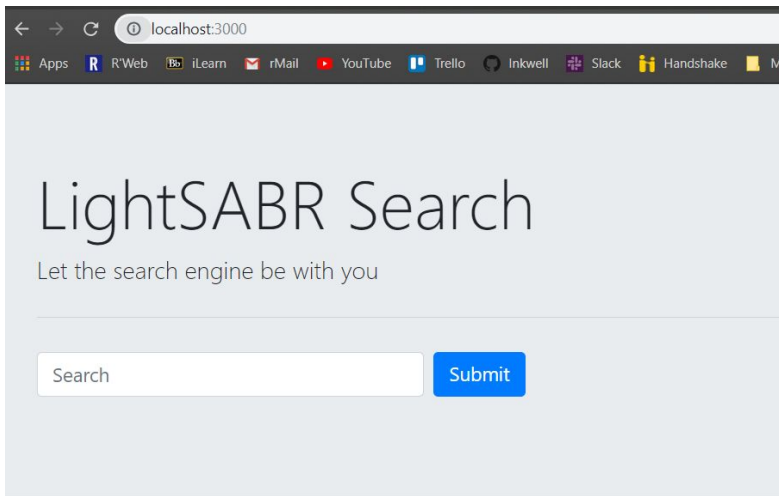 localhost:3000
Apps R R'Web Bb iLearn rMail YouTube Trello Inkwell Slack Handshake M
LightSABR Search
Let the search engine be with you
Search Submit